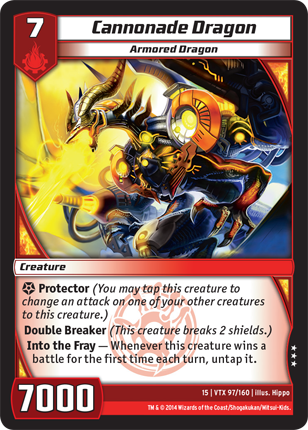 7
Cannonade Dragon
Armored Dragon
Creature
Protector (You may tap this creature to
change an attack on one of your other creatures
to this creature.)
Double Breaker (This creature breaks 2 shields.)
Into the Fray — Whenever this creature wins a
battle for the first time each turn, untap it.
7000
15 | VTX 97/160 | illus. Hippo
TM & © 2014 Wizards of the Coast/Shogakukan/Mitsui-Kids.